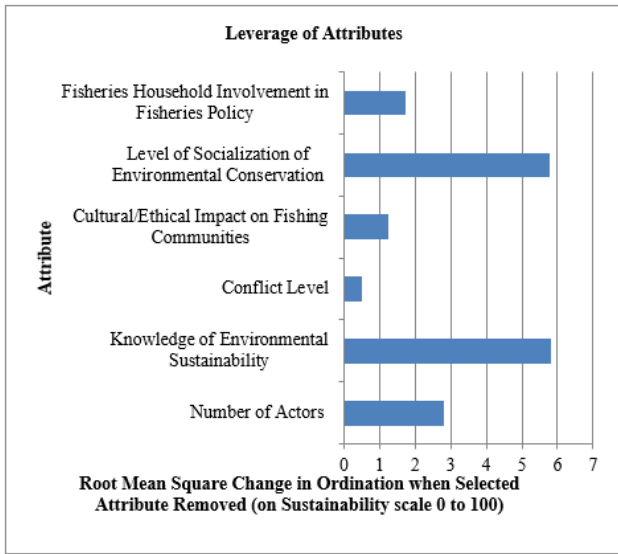 Leverage of Attributes
Fisheries Household Involvement in
Fisheries Policy
Level of Socialization of
Environmental Conservation
Cultural/Ethical Impact on Fishing
Communities
Conflict Level
Knowledge of Environmental
Sustainability
Number of Actors
Attribute
0 1 2 3 4 5 6 7
Root Mean Square Change in Ordination when Selected
Attribute Removed (on Sustainability scale 0 to 100)